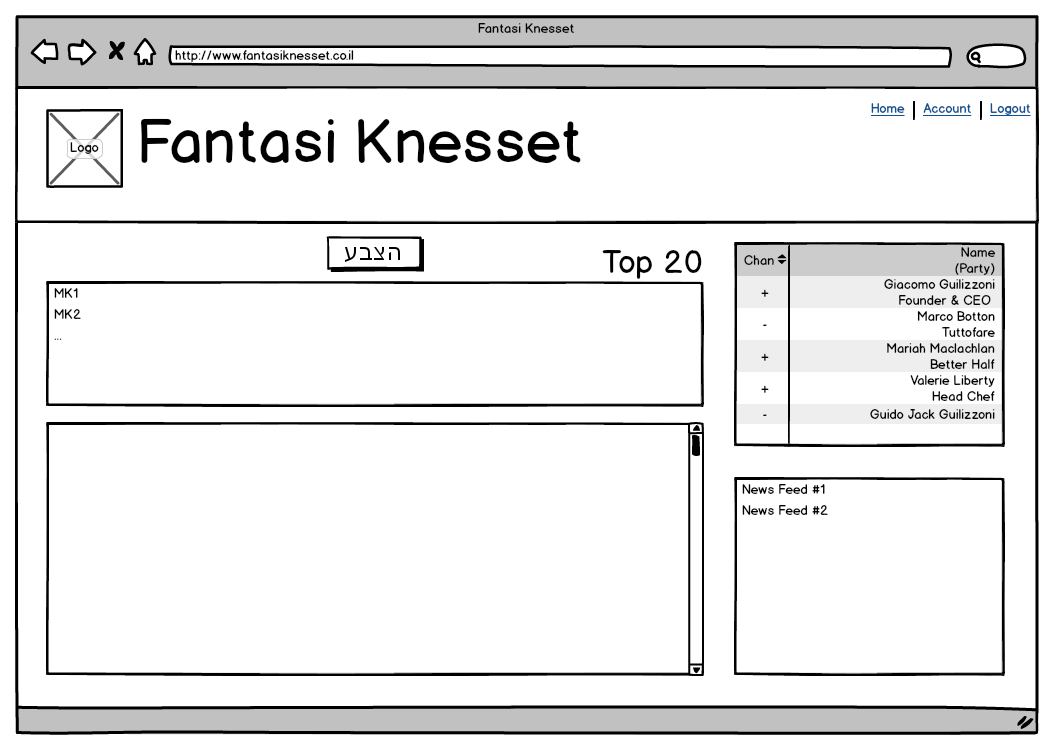 Fantasi Knesset
http://www.fantasiknesset.co.il
Home | Account | Logout
Logo
Fantasi Knesset
הצבע
Top 20
MK1
MK2
...
Chan
Name
(Party)
+
Giacomo Guilizzoni
Founder & CEO
-
Marco Botton
Tuttofare
+
Mariah Maclachlan
Better Half
+
Valerie Liberty
Head Chef
-
Guido Jack Guilizzoni
News Feed #1
News Feed #2